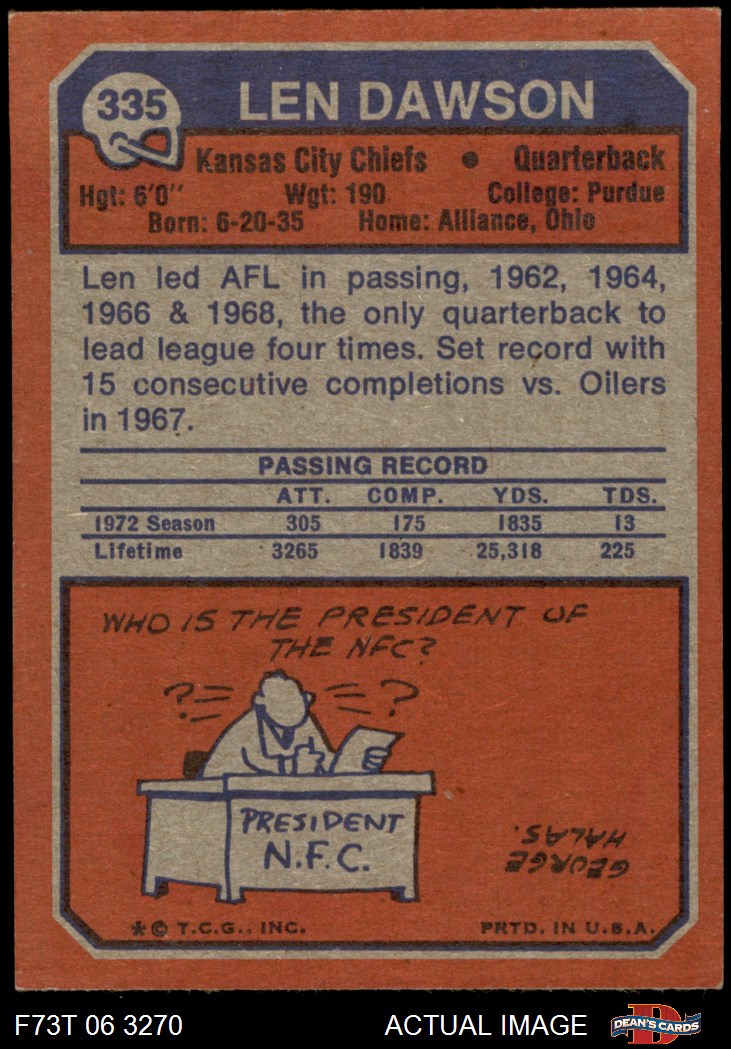 335 LEN DAWSON
Kansas City Chiefs • Quarterback
Hgt: 6'0" Wgt: 190 College: Purdue
Born: 6-20-35 Home: Alliance, Ohio
Len led AFL in passing, 1962, 1964,
1966 & 1968, the only quarterback to
lead league four times. Set record with
15 consecutive completions vs. Oilers
in 1967.
PASSING RECORD
ATT. COMP. YDS. TDS.
1972 Season 305 175 1835 13
Lifetime 3265 1839 25,318 225
WHO IS THE PRESIDENT OF
THE NFC?
? ?
PRESIDENT
N.F.C.
GEORGE
HALAS.
*© T.C.G., INC. PRTD. IN U.S.A.
F73T 06 3270 ACTUAL IMAGE D DEAN'S CARDS